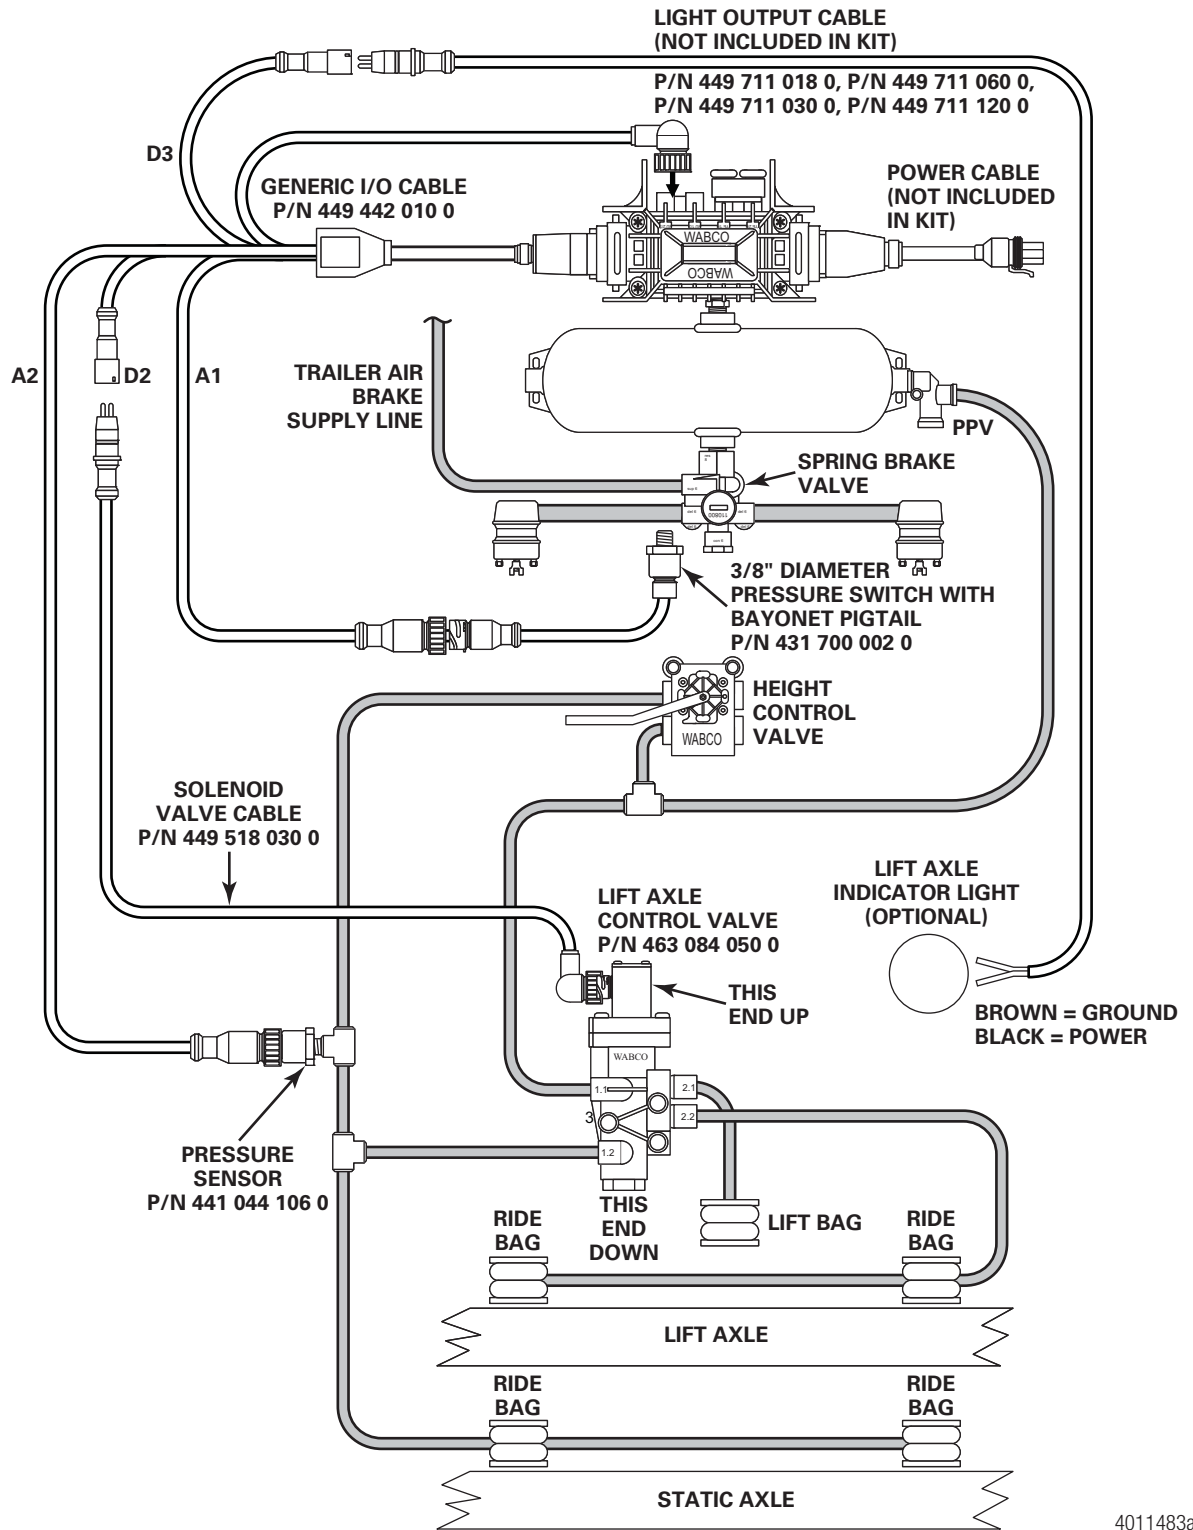 LIGHT OUTPUT CABLE
(NOT INCLUDED IN KIT)
P/N 449 711 018 0, P/N 449 711 060 0,
P/N 449 711 030 0, P/N 449 711 120 0
D3
GENERIC I/O CABLE
P/N 449 442 010 0
POWER CABLE
(NOT INCLUDED
IN KIT)
WABCO
WABCO
A2
D2
A1
TRAILER AIR
BRAKE
SUPPLY LINE
PPV
SPRING BRAKE
VALVE
110800
3/8" DIAMETER
PRESSURE SWITCH WITH
BAYONET PIGTAIL
P/N 431 700 002 0
HEIGHT
CONTROL
VALVE
WABCO
SOLENOID
VALVE CABLE
P/N 449 518 030 0
LIFT AXLE
CONTROL VALVE
P/N 463 084 050 0
LIFT AXLE
INDICATOR LIGHT
(OPTIONAL)
THIS
END UP
BROWN = GROUND
BLACK = POWER
WABCO
1.1
2.1
2.2
3
1.2
PRESSURE
SENSOR
P/N 441 044 106 0
THIS
END
DOWN
LIFT BAG
RIDE
BAG
RIDE
BAG
LIFT AXLE
RIDE
BAG
RIDE
BAG
STATIC AXLE
4011483a